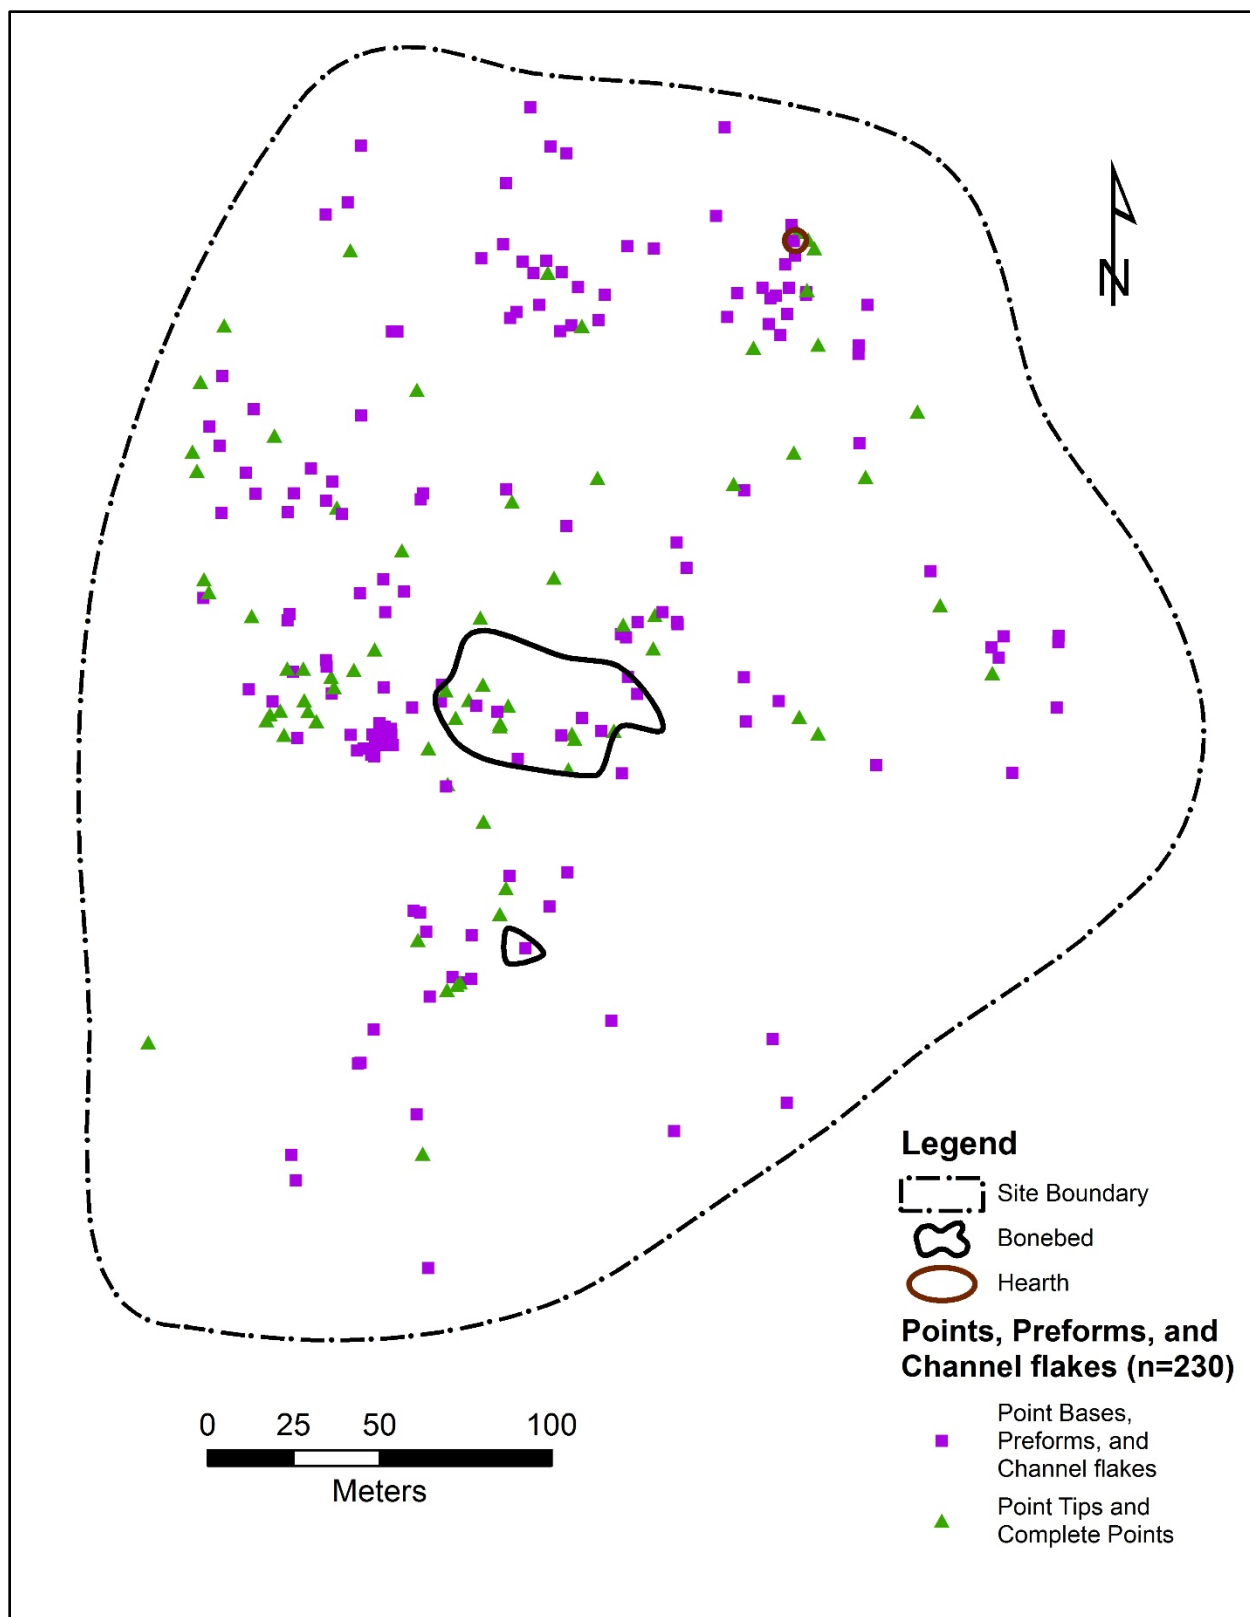 N
Legend
Site Boundary
Bonebed
Hearth
Points, Preforms, and
Channel flakes (n=230)
Point Bases,
Preforms, and
Channel flakes
Point Tips and
Complete Points
0 25 50 100
Meters